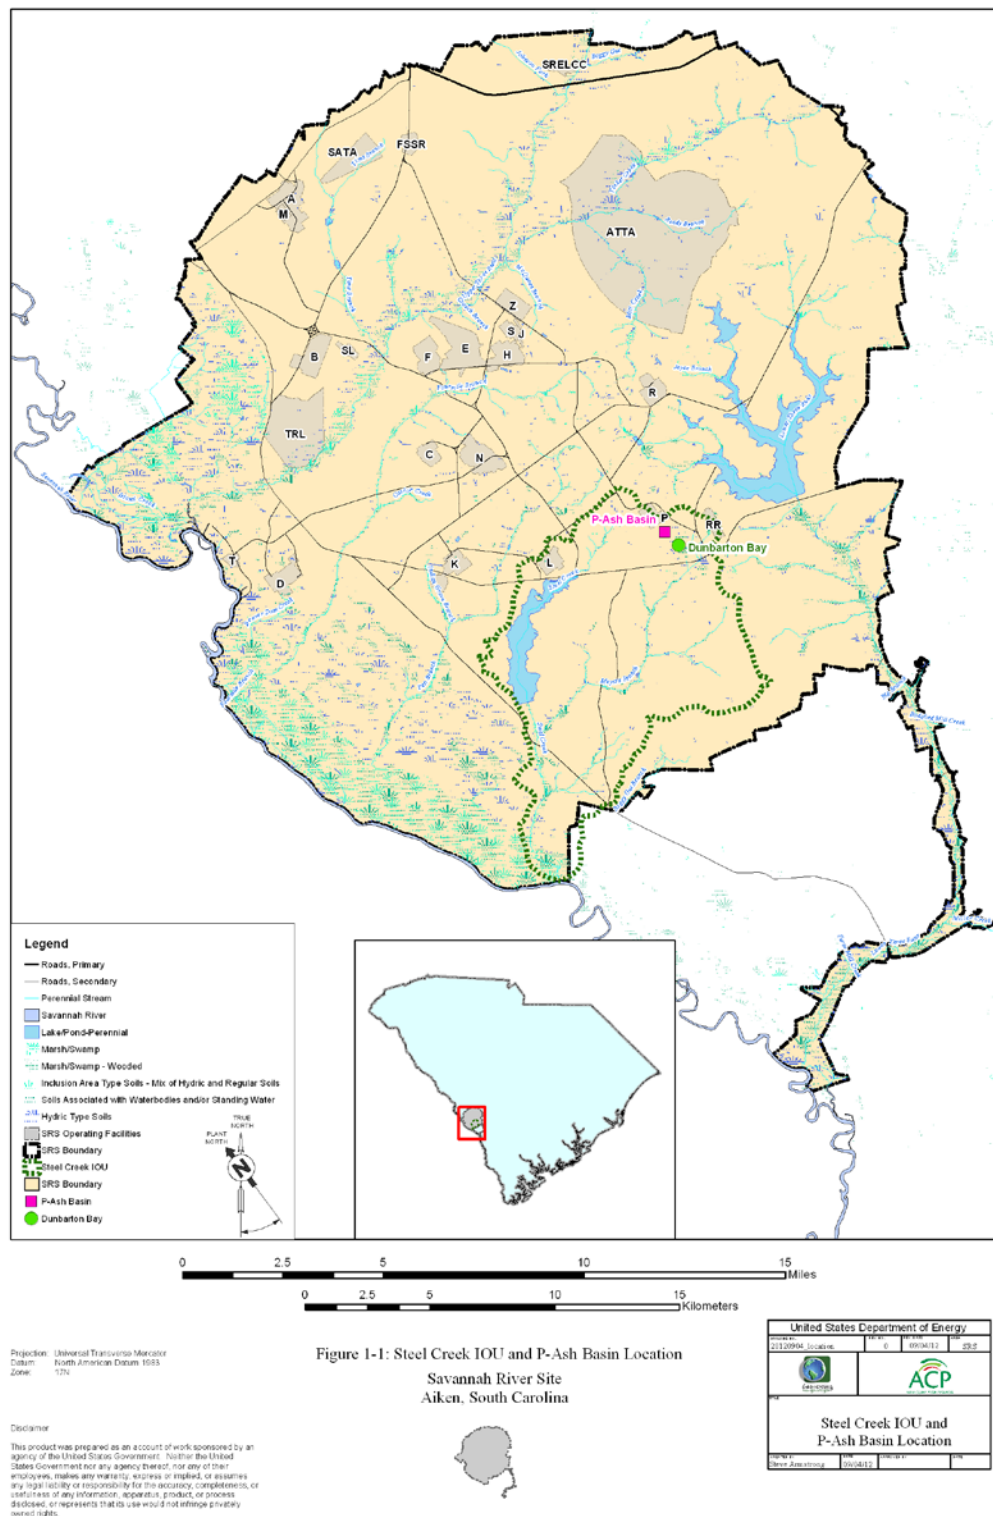 SRELCC
SATA
FSSR
A
M
ATTA
Z
S
J
B
SL
F
E
H
R
TRL
C
N
P
P-Ash Basin
RR
Dunbarton Bay
T
D
K
L
Steel Creek
Legend
Roads, Primary
Roads, Secondary
Perennial Stream
Savannah River
Lake/Pond-Perennial
Marsh/Swamp
Marsh/Swamp - Wooded
Inclusion Area Type Soils - Mix of Hydric and Regular Soils
Soils Associated with Waterbodies and/or Standing Water
Hydric Type Soils
SRS Operating Facilities
SRS Boundary
Steel Creek IOU
SRS Boundary
P-Ash Basin
Dunbarton Bay
TRUE
NORTH
PLANT
NORTH
N
0 2.5 5 10 15
Miles
0 2.5 5 10 15
Kilometers
Projection: Universal Transverse Mercator
Datum: North American Datum 1983
Zone: 17N
Figure 1-1: Steel Creek IOU and P-Ash Basin Location
Savannah River Site
Aiken, South Carolina
Disclaimer
This product was prepared as an account of work sponsored by an
agency of the United States Government. Neither the United
States Government nor any agency thereof, nor any of their
employees, makes any warranty, express or implied, or assumes
any legal liability or responsibility for the accuracy, completeness, or
usefulness of any information, apparatus, product, or process
disclosed, or represents that its use would not infringe privately
owned rights.
United States Department of Energy
20120904_location 0 09/04/12 SRS
ACP
Steel Creek IOU and
P-Ash Basin Location
Steve Armstrong 09/04/12